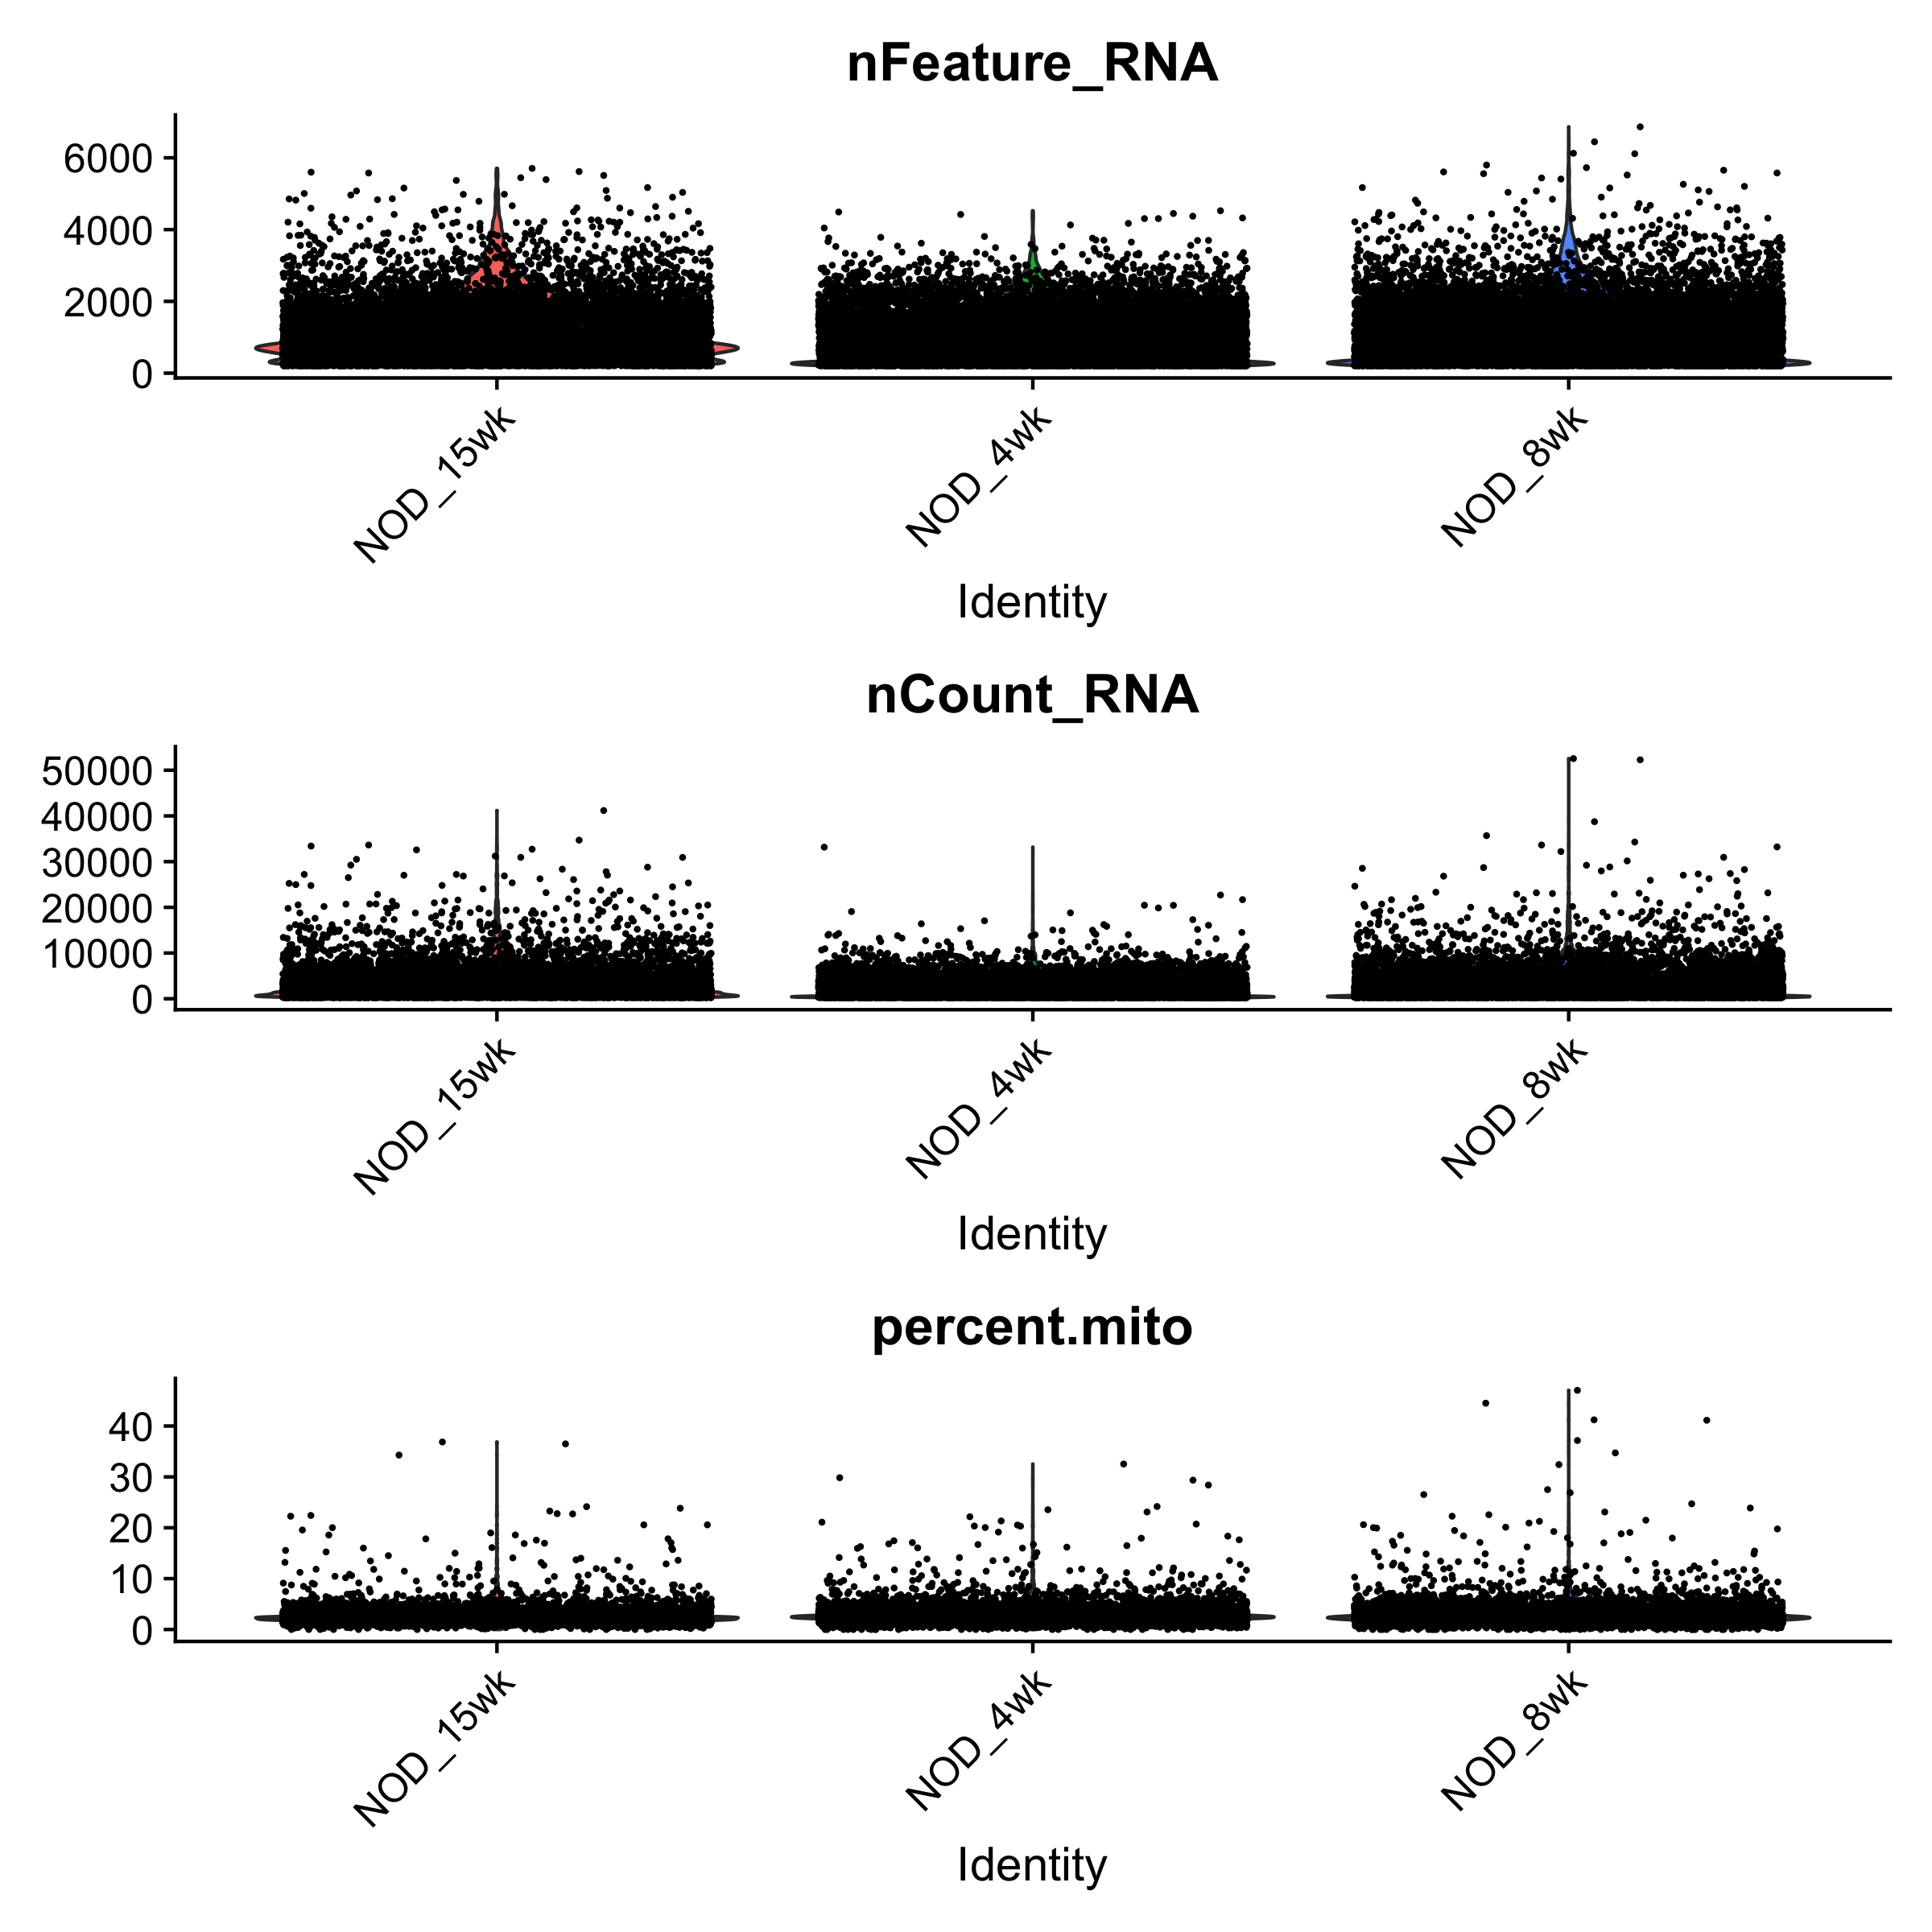 nFeature_RNA
6000
4000
2000
0
NOD_15wk
NOD_4wk
NOD_8wk
Identity
nCount_RNA
50000
40000
30000
20000
10000
0
NOD_15wk
NOD_4wk
NOD_8wk
Identity
percent.mito
40
30
20
10
0
NOD_15wk
NOD_4wk
NOD_8wk
Identity